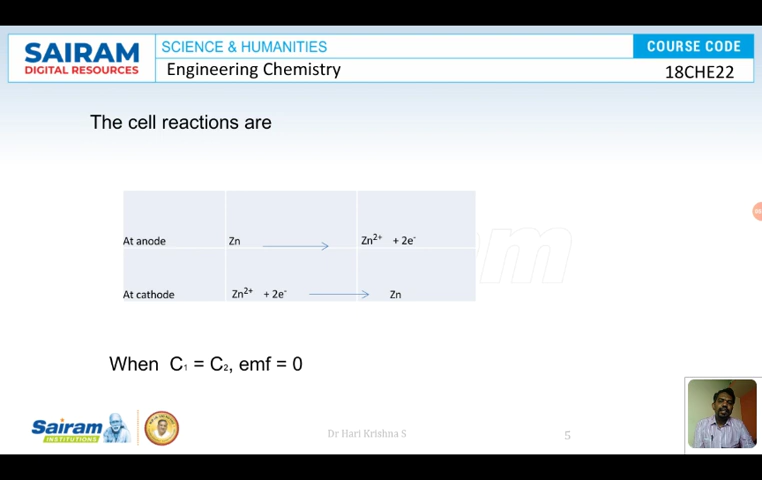 SAIRAM
DIGITAL RESOURCES
SCIENCE & HUMANITIES
Engineering Chemistry
COURSE CODE
18CHE22
The cell reactions are
At anode Zn ⟶ Zn²⁺ + 2e⁻
At cathode Zn²⁺ + 2e⁻ ⟶ Zn
When C₁ = C₂, emf = 0
Sairam
INSTITUTIONS
Dr Hari Krishna S
5